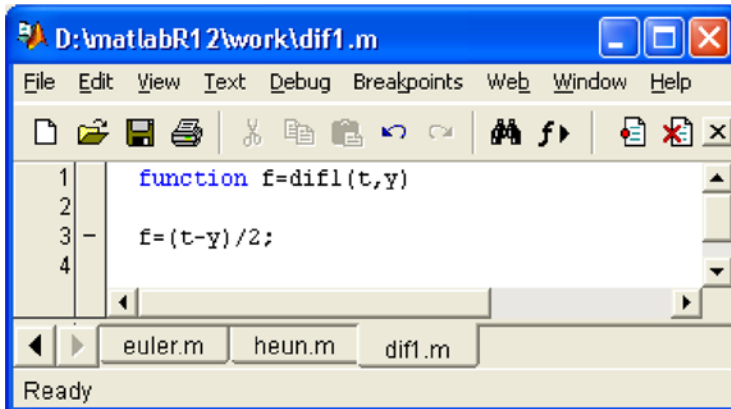 D:\matlabR12\work\dif1.m
File Edit View Text Debug Breakpoints Web Window Help
1 function f=dif1(t,y)
2
3 - f=(t-y)/2;
4
euler.m heun.m dif1.m
Ready